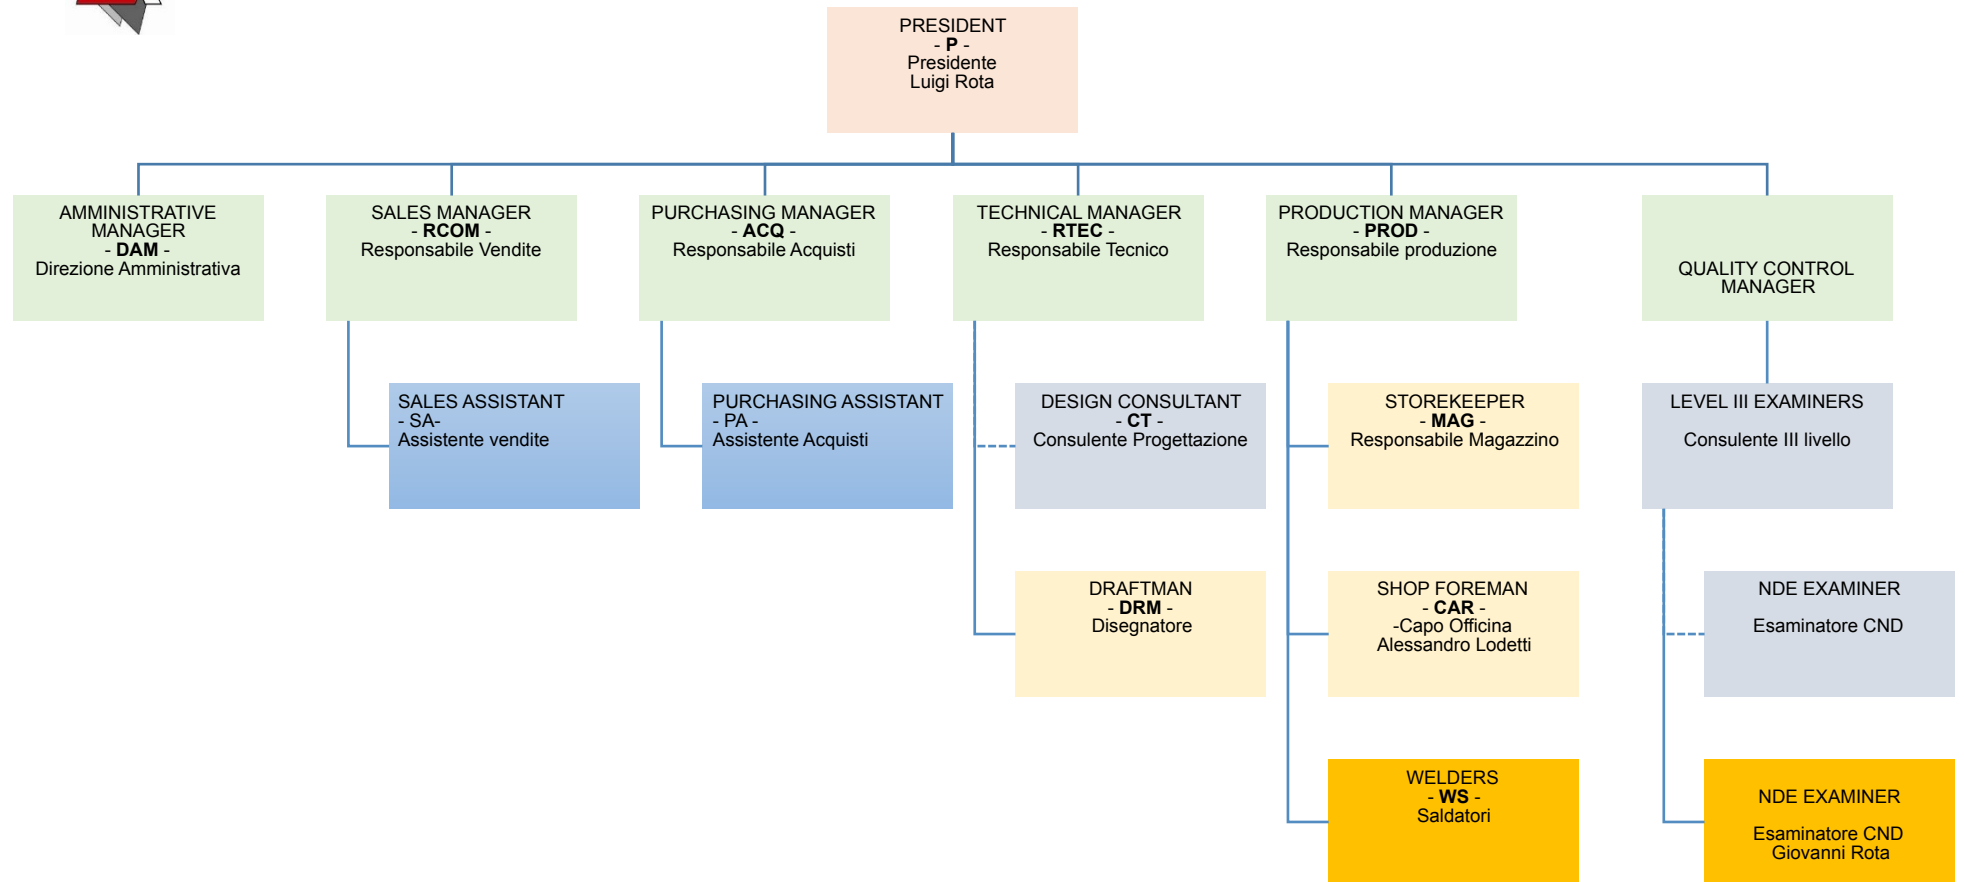 PRESIDENT
- P -
Presidente
Luigi Rota
AMMINISTRATIVE
MANAGER
- DAM -
Direzione Amministrativa
SALES MANAGER
- RCOM -
Responsabile Vendite
PURCHASING MANAGER
- ACQ -
Responsabile Acquisti
TECHNICAL MANAGER
- RTEC -
Responsabile Tecnico
PRODUCTION MANAGER
- PROD -
Responsabile produzione
QUALITY CONTROL
MANAGER
SALES ASSISTANT
- SA-
Assistente vendite
PURCHASING ASSISTANT
- PA -
Assistente Acquisti
DESIGN CONSULTANT
- CT -
Consulente Progettazione
STOREKEEPER
- MAG -
Responsabile Magazzino
LEVEL III EXAMINERS
Consulente III livello
DRAFTMAN
- DRM -
Disegnatore
SHOP FOREMAN
- CAR -
-Capo Officina
Alessandro Lodetti
NDE EXAMINER
Esaminatore CND
WELDERS
- WS -
Saldatori
NDE EXAMINER
Esaminatore CND
Giovanni Rota